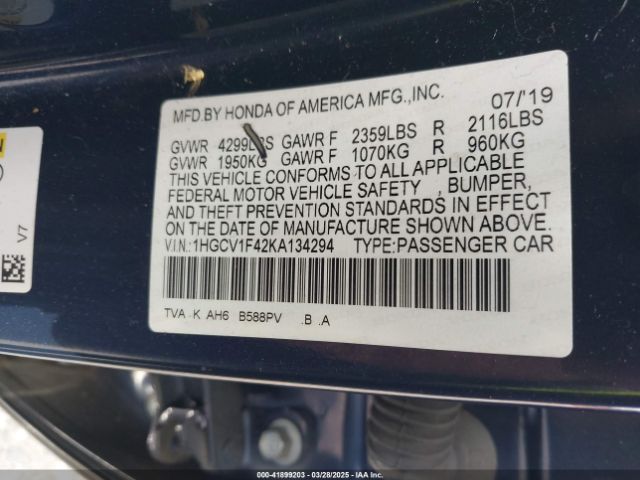 MFD.BY HONDA OF AMERICA MFG.,INC. 07/'19
GVWR 4299LBS GAWR F 2359LBS R 2116LBS
GVWR 1950KG GAWR F 1070KG R 960KG
THIS VEHICLE CONFORMS TO ALL APPLICABLE
FEDERAL MOTOR VEHICLE SAFETY , BUMPER,
AND THEFT PREVENTION STANDARDS IN EFFECT
ON THE DATE OF MANUFACTURE SHOWN ABOVE.
V.I.N.:1HGCV1F42KA134294 TYPE:PASSENGER CAR
TVA K AH6 B588PV .B .A
V7
000-41899203 - 03/28/2025 - IAA Inc.